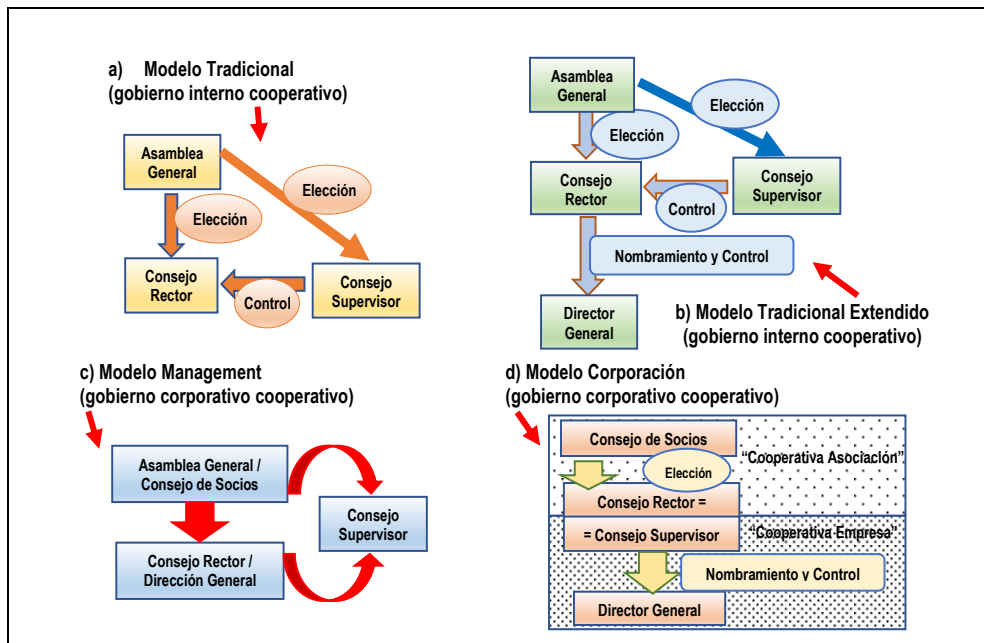 a) Modelo Tradicional
(gobierno interno cooperativo)
Asamblea
General
Elección
Elección
Consejo
Rector
Control
Consejo
Supervisor
Asamblea
General
Elección
Elección
Consejo
Rector
Control
Consejo
Supervisor
Nombramiento y Control
Director
General
b) Modelo Tradicional Extendido
(gobierno interno cooperativo)
c) Modelo Management
(gobierno corporativo cooperativo)
Asamblea General /
Consejo de Socios
Consejo
Supervisor
Consejo Rector /
Dirección General
d) Modelo Corporación
(gobierno corporativo cooperativo)
Consejo de Socios
“Cooperativa Asociación”
Elección
Consejo Rector =
= Consejo Supervisor
“Cooperativa Empresa”
Nombramiento y Control
Director General